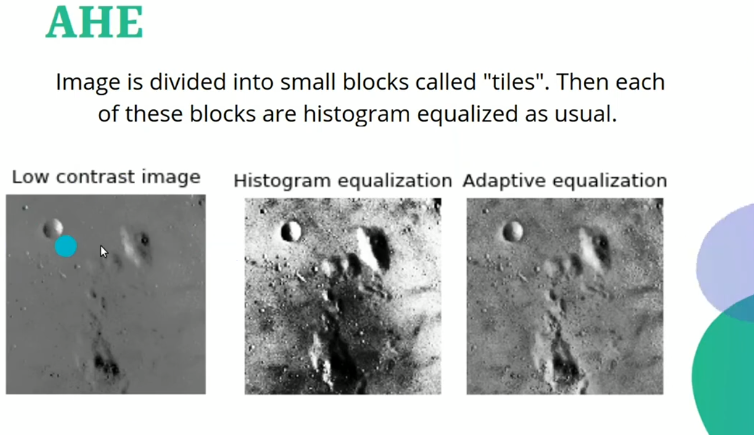 AHE
Image is divided into small blocks called "tiles". Then each
of these blocks are histogram equalized as usual.
Low contrast image
Histogram equalization
Adaptive equalization